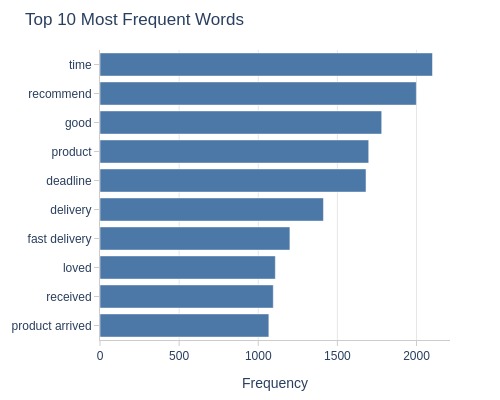 Top 10 Most Frequent Words
time
recommend
good
product
deadline
delivery
fast delivery
loved
received
product arrived
0 500 1000 1500 2000
Frequency